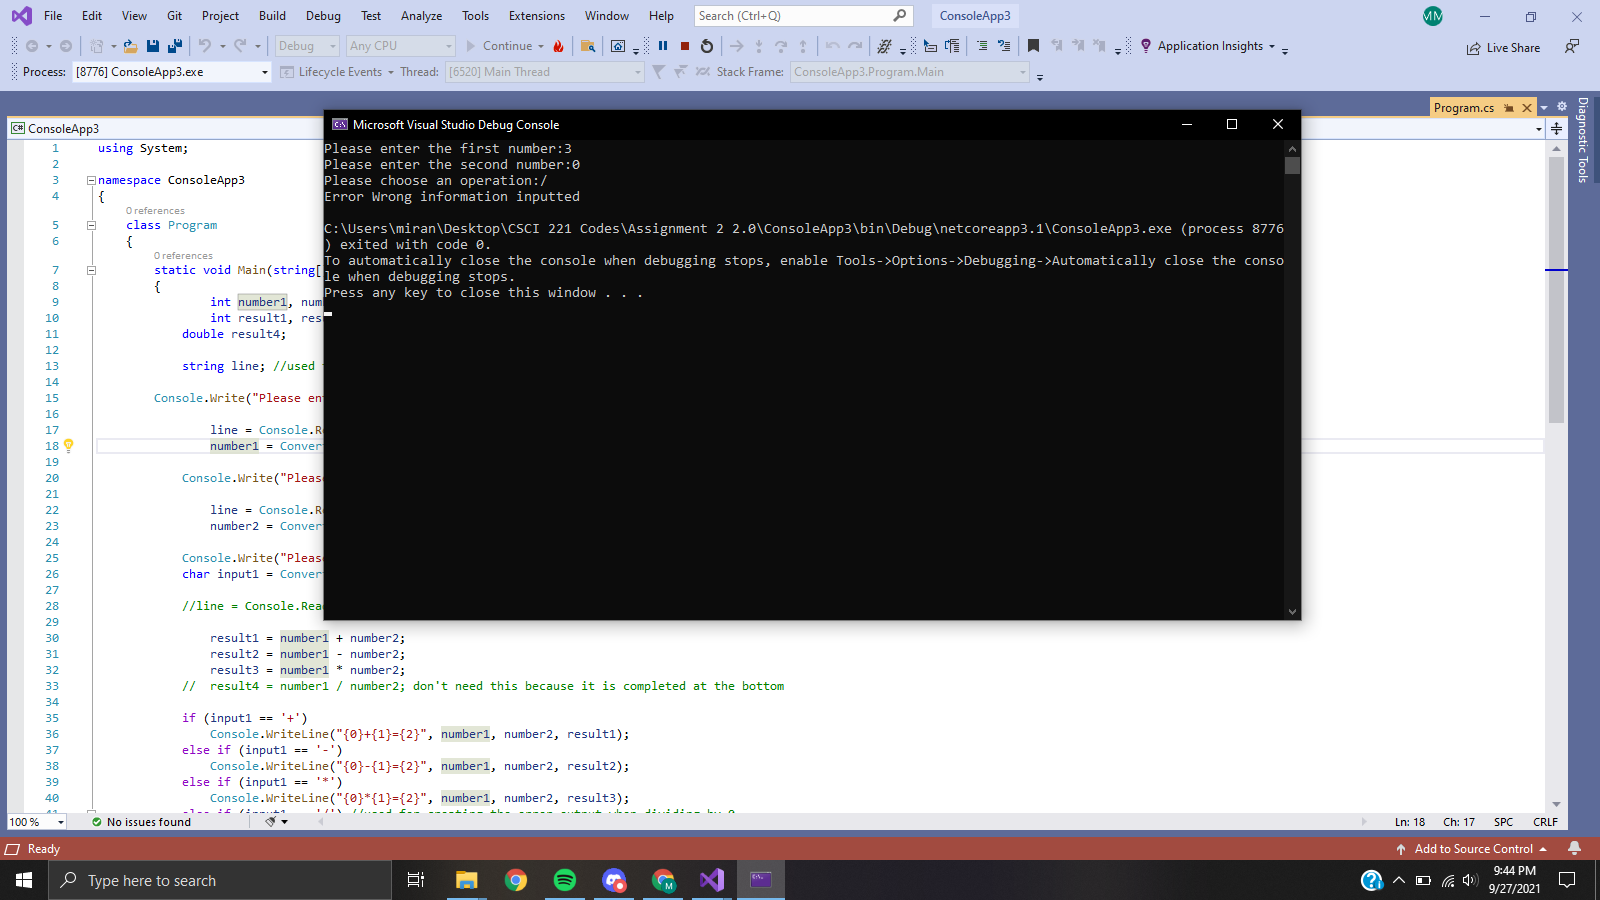 File Edit View Git Project Build Debug Test Analyze Tools Extensions Window Help Search (Ctrl+Q) ConsoleApp3 MM
Debug Any CPU Continue Application Insights Live Share
Process: [8776] ConsoleApp3.exe Lifecycle Events Thread: [6520] Main Thread Stack Frame: ConsoleApp3.Program.Main
Program.cs
Diagnostic Tools
C# ConsoleApp3
Microsoft Visual Studio Debug Console
Please enter the first number:3
Please enter the second number:0
Please choose an operation:/
Error Wrong information inputted
C:\Users\miran\Desktop\CSCI 221 Codes\Assignment 2 2.0\ConsoleApp3\bin\Debug\netcoreapp3.1\ConsoleApp3.exe (process 8776
) exited with code 0.
To automatically close the console when debugging stops, enable Tools->Options->Debugging->Automatically close the conso
le when debugging stops.
Press any key to close this window . . .
1 using System;
2
3 namespace ConsoleApp3
4 {
0 references
5 class Program
6 {
0 references
7 static void Main(string[
8 {
9 int number1, num
10 int result1, res
11 double result4;
12
13 string line; //used
14
15 Console.Write("Please en
16
17 line = Console.R
18 number1 = Conver
19
20 Console.Write("Pleas
21
22 line = Console.R
23 number2 = Conver
24
25 Console.Write("Pleas
26 char input1 = Conver
27
28 //line = Console.Rea
29
30 result1 = number1 + number2;
31 result2 = number1 - number2;
32 result3 = number1 * number2;
33 // result4 = number1 / number2; don't need this because it is completed at the bottom
34
35 if (input1 == '+')
36 Console.WriteLine("{0}+{1}={2}", number1, number2, result1);
37 else if (input1 == '-')
38 Console.WriteLine("{0}-{1}={2}", number1, number2, result2);
39 else if (input1 == '*')
40 Console.WriteLine("{0}*{1}={2}", number1, number2, result3);
100 % No issues found Ln: 18 Ch: 17 SPC CRLF
Ready Add to Source Control
Type here to search 9:44 PM
9/27/2021